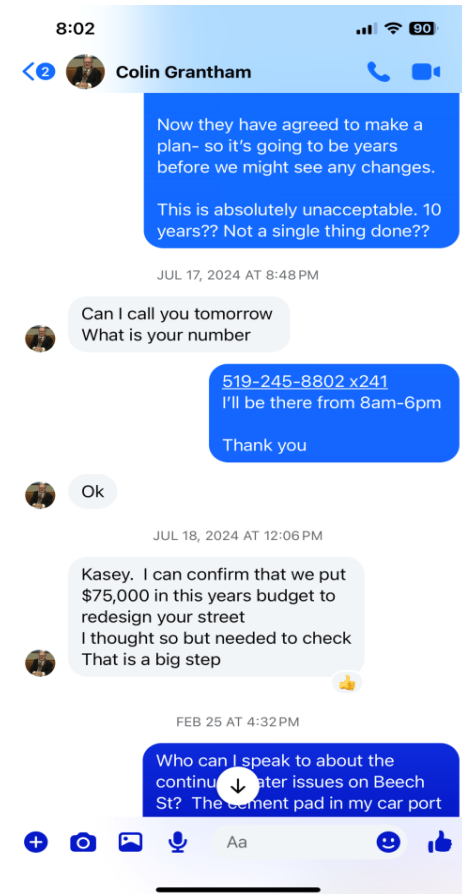 8:02
90
2
Colin Grantham
Now they have agreed to make a
plan- so it's going to be years
before we might see any changes.
This is absolutely unacceptable. 10
years?? Not a single thing done??
JUL 17, 2024 AT 8:48 PM
Can I call you tomorrow
What is your number
519-245-8802 x241
I'll be there from 8am-6pm
Thank you
Ok
JUL 18, 2024 AT 12:06 PM
Kasey.  I can confirm that we put
$75,000 in this years budget to
redesign your street
I thought so but needed to check
That is a big step
FEB 25 AT 4:32 PM
Who can I speak to about the
issues on Beech
St?  The cement pad in my car port
Aa